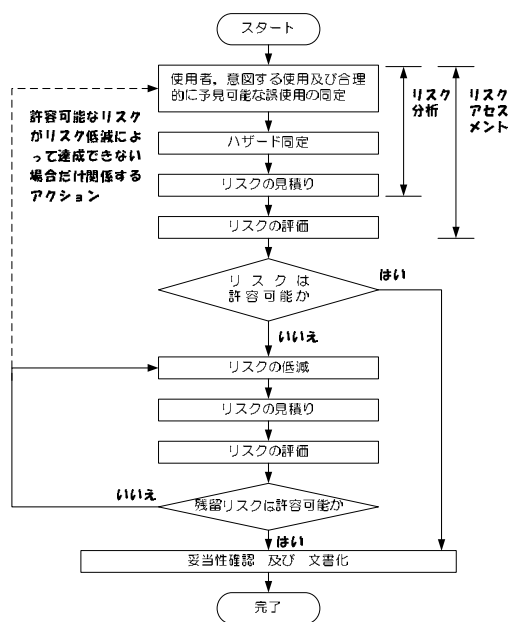 スタート
使用者，意図する使用及び合理
的に予見可能な誤使用の同定
リスク
分析
リスク
アセス
メント
許容可能なリスク
がリスク低減によ
って達成できない
場合だけ関係する
アクション
ハザード同定
リスクの見積り
リスクの評価
リスクは
許容可能か
はい
いいえ
リスクの低減
リスクの見積り
リスクの評価
いいえ
残留リスクは許容可能か
はい
妥当性確認　及び　文書化
完了